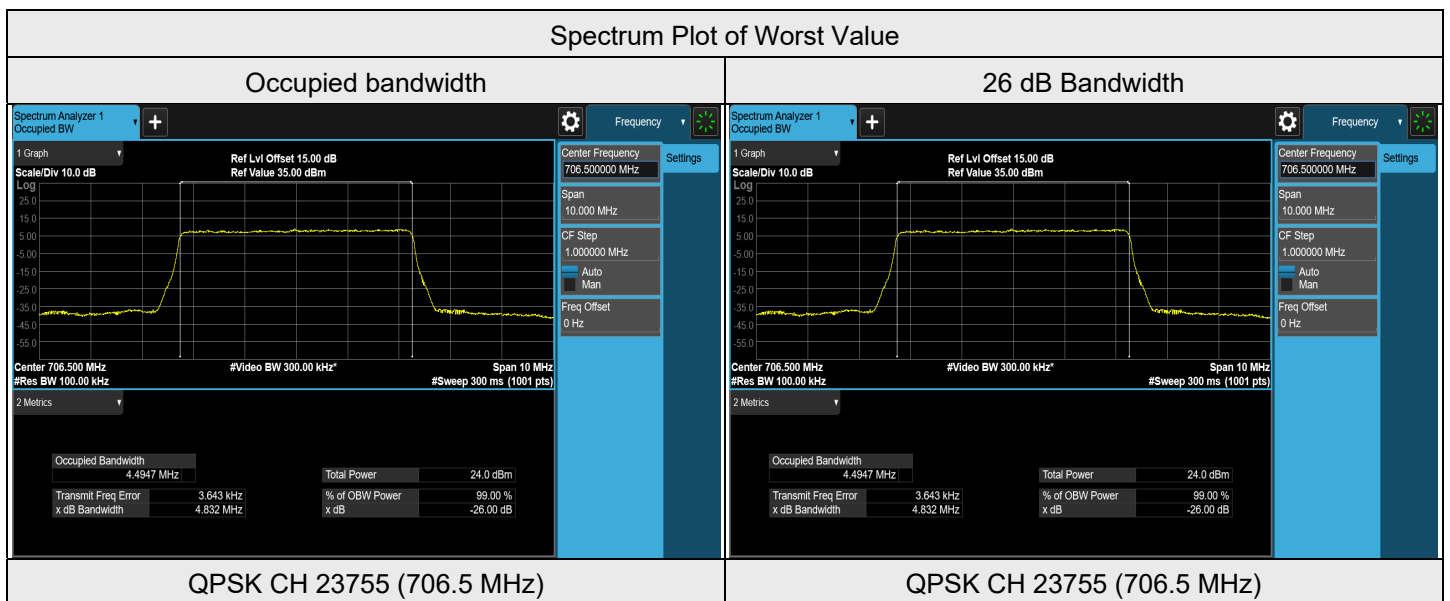 Spectrum Plot of Worst Value
Occupied bandwidth
26 dB Bandwidth
Spectrum Analyzer 1
Occupied BW
+
Frequency
1 Graph
Scale/Div 10.0 dB
Ref Lvl Offset 15.00 dB
Ref Value 35.00 dBm
Log
25.0
15.0
5.00
-5.00
-15.0
-25.0
-35.0
-45.0
-55.0
Center 706.500 MHz
#Res BW 100.00 kHz
#Video BW 300.00 kHz*
Span 10 MHz
#Sweep 300 ms (1001 pts)
Center Frequency
706.500000 MHz
Settings
Span
10.000 MHz
CF Step
1.000000 MHz
Auto
Man
Freq Offset
0 Hz
2 Metrics
Occupied Bandwidth
4.4947 MHz
Total Power 24.0 dBm
Transmit Freq Error 3.643 kHz
% of OBW Power 99.00 %
x dB Bandwidth 4.832 MHz
x dB -26.00 dB
Spectrum Analyzer 1
Occupied BW
+
Frequency
1 Graph
Scale/Div 10.0 dB
Ref Lvl Offset 15.00 dB
Ref Value 35.00 dBm
Log
25.0
15.0
5.00
-5.00
-15.0
-25.0
-35.0
-45.0
-55.0
Center 706.500 MHz
#Res BW 100.00 kHz
#Video BW 300.00 kHz*
Span 10 MHz
#Sweep 300 ms (1001 pts)
Center Frequency
706.500000 MHz
Settings
Span
10.000 MHz
CF Step
1.000000 MHz
Auto
Man
Freq Offset
0 Hz
2 Metrics
Occupied Bandwidth
4.4947 MHz
Total Power 24.0 dBm
Transmit Freq Error 3.643 kHz
% of OBW Power 99.00 %
x dB Bandwidth 4.832 MHz
x dB -26.00 dB
QPSK CH 23755 (706.5 MHz)
QPSK CH 23755 (706.5 MHz)